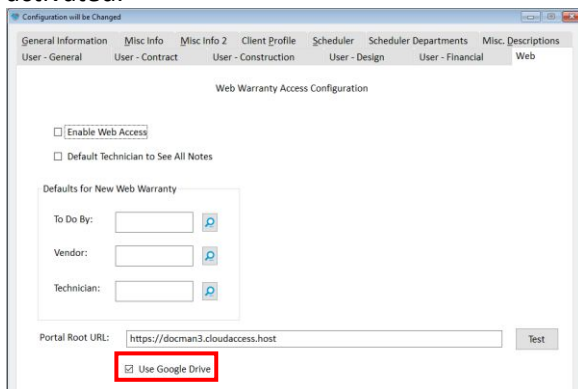 Configuration will be Changed
General Information Misc Info Misc Info 2 Client Profile Scheduler Scheduler Departments Misc. Descriptions
User - General User - Contract User - Construction User - Design User - Financial Web
Web Warranty Access Configuration
Enable Web Access
Default Technician to See All Notes
Defaults for New Web Warranty
To Do By:
Vendor:
Technician:
Portal Root URL: https://docman3.cloudaccess.host Test
Use Google Drive